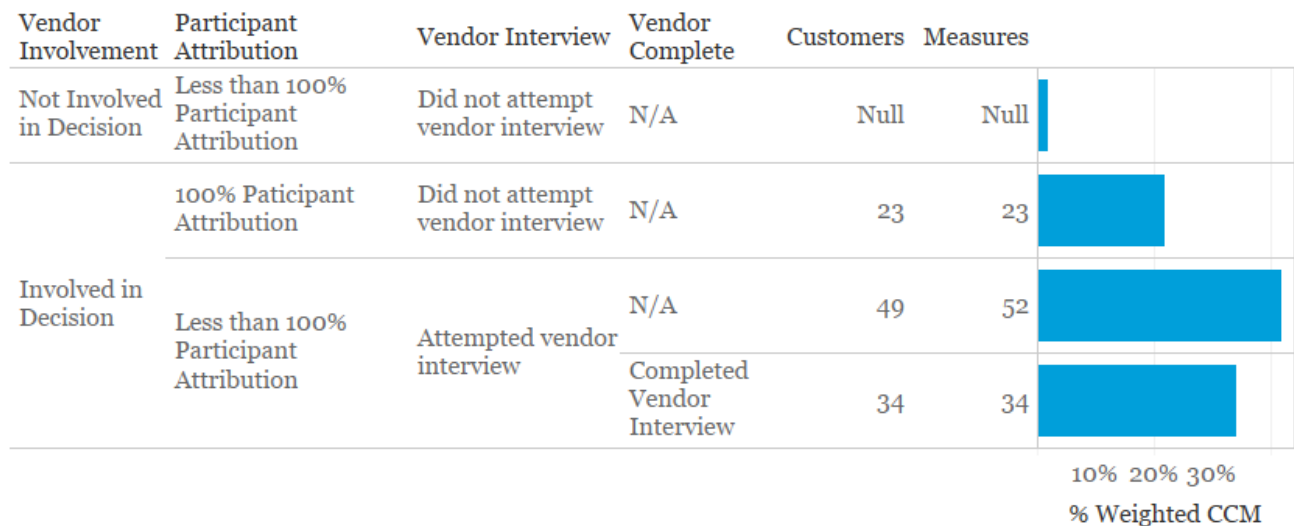 Vendor Involvement Participant Attribution Vendor Interview Vendor Complete Customers Measures
Not Involved in Decision Less than 100% Participant Attribution Did not attempt vendor interview N/A Null Null
Involved in Decision 100% Paticipant Attribution Did not attempt vendor interview N/A 23 23
Less than 100% Participant Attribution Attempted vendor interview N/A 49 52
Completed Vendor Interview 34 34
10% 20% 30%
% Weighted CCM